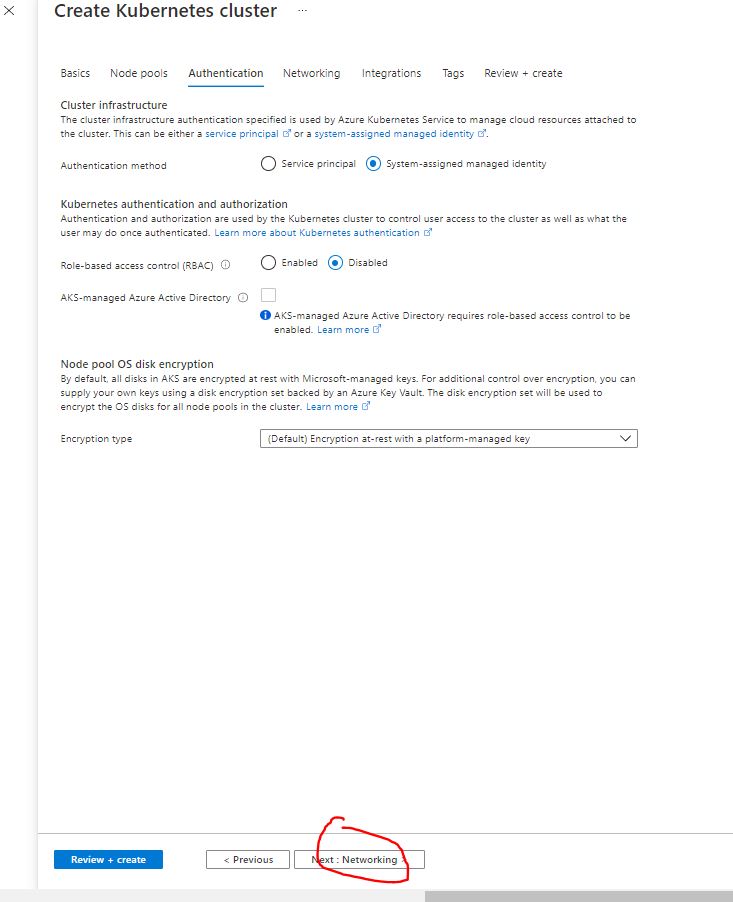 Create Kubernetes cluster ...
Basics Node pools Authentication Networking Integrations Tags Review + create
Cluster infrastructure
The cluster infrastructure authentication specified is used by Azure Kubernetes Service to manage cloud resources attached to
the cluster. This can be either a service principal or a system-assigned managed identity .
Authentication method Service principal System-assigned managed identity
Kubernetes authentication and authorization
Authentication and authorization are used by the Kubernetes cluster to control user access to the cluster as well as what the
user may do once authenticated. Learn more about Kubernetes authentication
Role-based access control (RBAC) Enabled Disabled
AKS-managed Azure Active Directory
AKS-managed Azure Active Directory requires role-based access control to be
enabled. Learn more
Node pool OS disk encryption
By default, all disks in AKS are encrypted at rest with Microsoft-managed keys. For additional control over encryption, you can
supply your own keys using a disk encryption set backed by an Azure Key Vault. The disk encryption set will be used to
encrypt the OS disks for all node pools in the cluster. Learn more
Encryption type (Default) Encryption at-rest with a platform-managed key
Review + create < Previous Next : Networking >